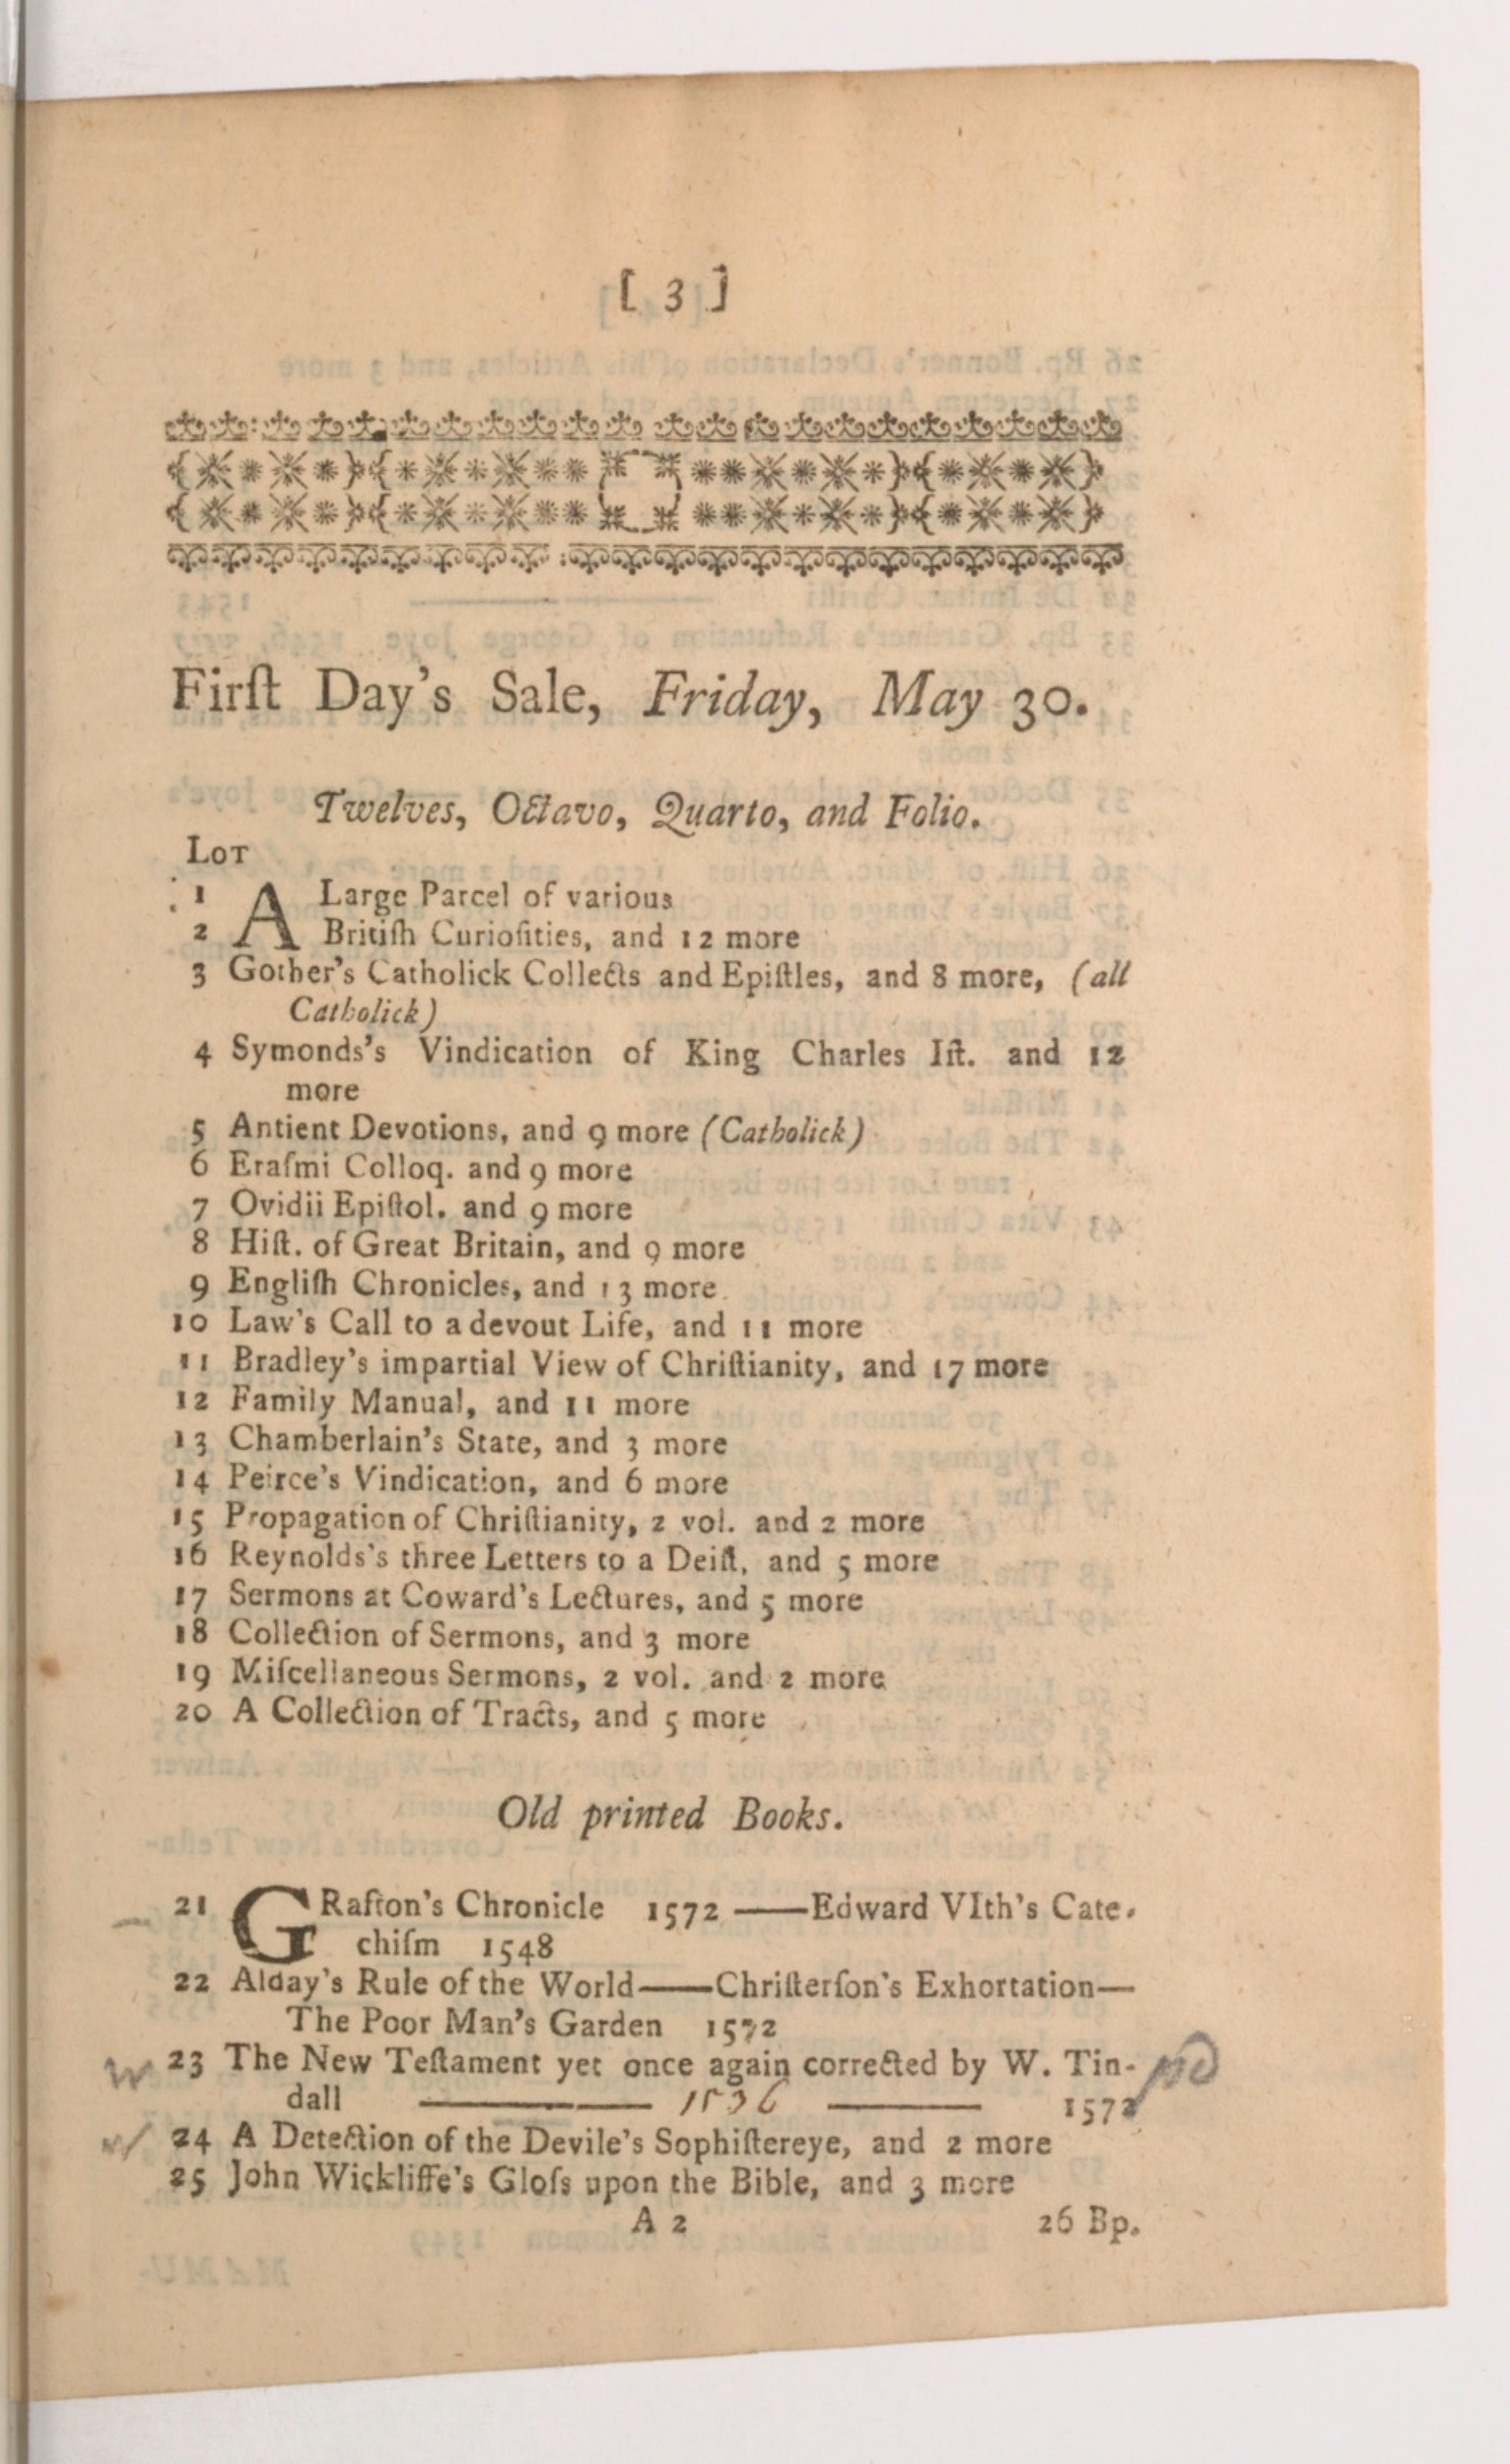 [ 3 ]
Firſt Day's Sale, Friday, May 30.
Twelves, Octavo, Quarto, and Folio.
LOT
1 A Large Parcel of various
2 Britiſh Curioſities, and 12 more
3 Gother's Catholick Collects and Epiſtles, and 8 more, (all
Catholick)
4 Symonds's Vindication of King Charles Iſt. and 12
more
5 Antient Devotions, and 9 more (Catholick)
6 Eraſmi Colloq. and 9 more
7 Ovidii Epiſtol. and 9 more
8 Hiſt. of Great Britain, and 9 more
9 Engliſh Chronicles, and 13 more
10 Law's Call to a devout Life, and 11 more
11 Bradley's impartial View of Chriſtianity, and 17 more
12 Family Manual, and 11 more
13 Chamberlain's State, and 3 more
14 Peirce's Vindication, and 6 more
15 Propagation of Chriſtianity, 2 vol. and 2 more
16 Reynolds's three Letters to a Deiſt, and 5 more
17 Sermons at Coward's Lectures, and 5 more
18 Collection of Sermons, and 3 more
19 Miſcellaneous Sermons, 2 vol. and 2 more
20 A Collection of Tracts, and 5 more
Old printed Books.
21 GRafton's Chronicle 1572 ——Edward VIth's Cate-
chiſm 1548
22 Alday's Rule of the World——Chriſterſon's Exhortation—
The Poor Man's Garden 1572
23 The New Teſtament yet once again corrected by W. Tin-
dall ——— 1536 ——— 1572
24 A Detection of the Devile's Sophiſtereye, and 2 more
25 John Wickliffe's Gloſs upon the Bible, and 3 more
A 2 26 Bp.